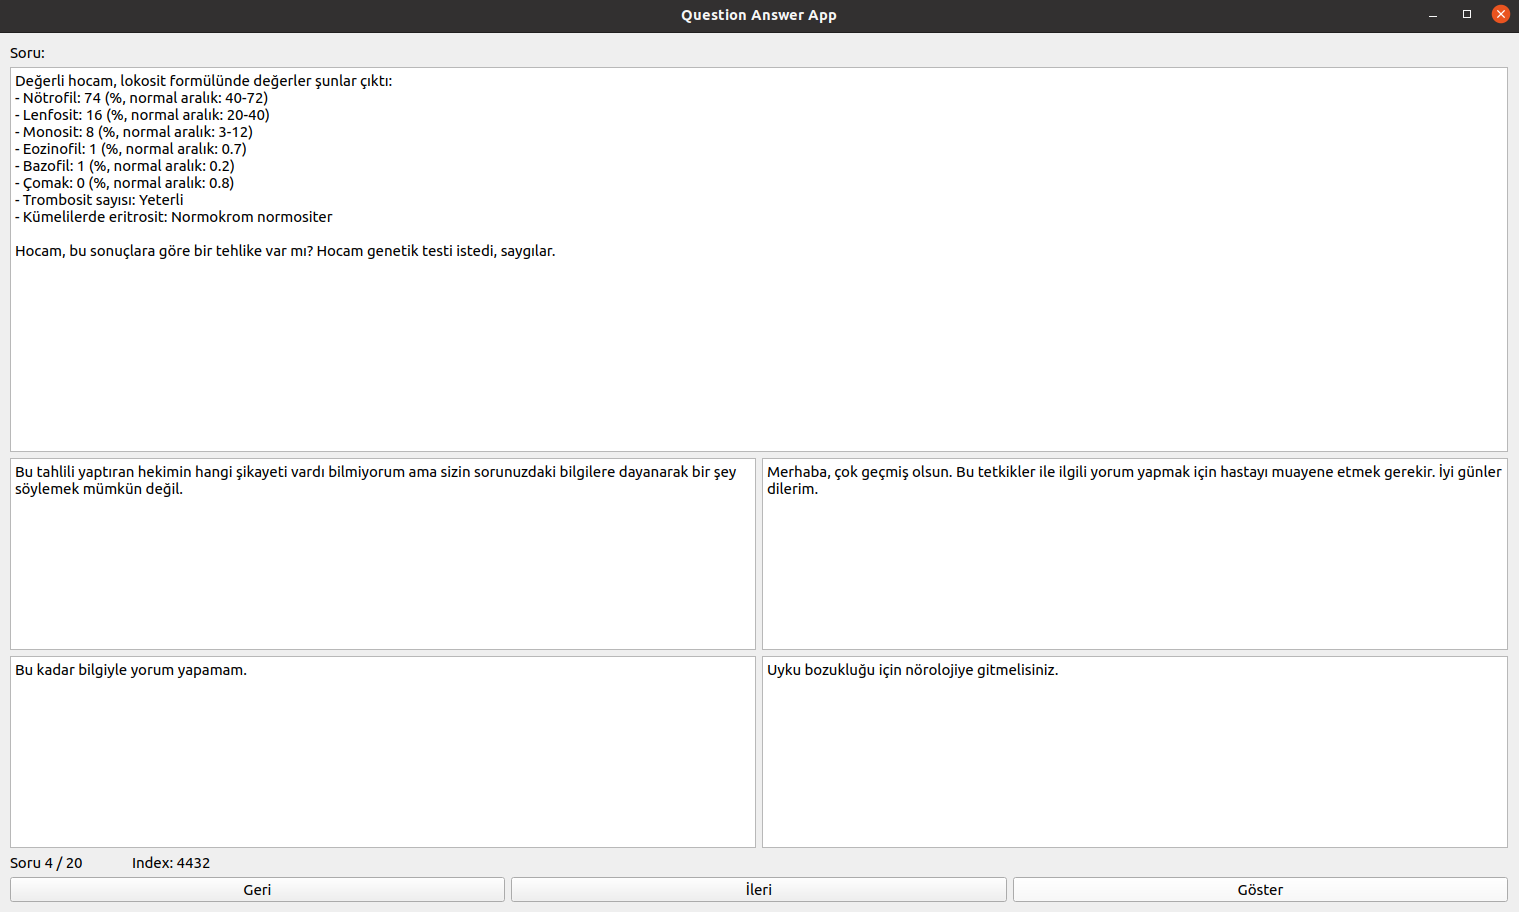 Question Answer App
Soru:
Değerli hocam, lokosit formülünde değerler şunlar çıktı:
- Nötrofil: 74 (%, normal aralık: 40-72)
- Lenfosit: 16 (%, normal aralık: 20-40)
- Monosit: 8 (%, normal aralık: 3-12)
- Eozinofil: 1 (%, normal aralık: 0.7)
- Bazofil: 1 (%, normal aralık: 0.2)
- Çomak: 0 (%, normal aralık: 0.8)
- Trombosit sayısı: Yeterli
- Kümelilerde eritrosit: Normokrom normositer
Hocam, bu sonuçlara göre bir tehlike var mı? Hocam genetik testi istedi, saygılar.
Bu tahlili yaptıran hekimin hangi şikayeti vardı bilmiyorum ama sizin sorunuzdaki bilgilere dayanarak bir şey
söylemek mümkün değil.
Merhaba, çok geçmiş olsun. Bu tetkikler ile ilgili yorum yapmak için hastayı muayene etmek gerekir. İyi günler
dilerim.
Bu kadar bilgiyle yorum yapamam.
Uyku bozukluğu için nörolojiye gitmelisiniz.
Soru 4 / 20 Index: 4432
Geri İleri Göster